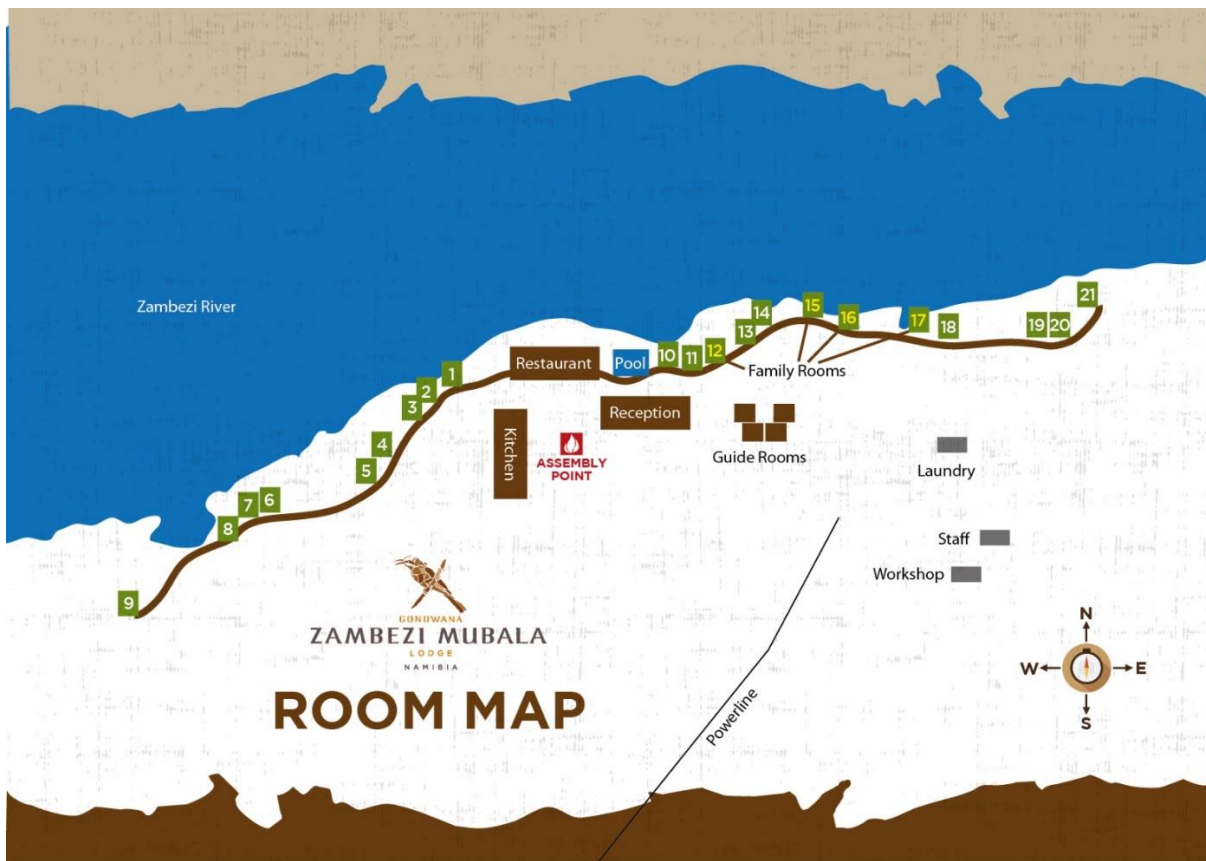 Zambezi River
21
15
14
16
17
18
19
20
13
12
11
10
Pool
Restaurant
1
2
3
4
5
6
7
8
9
Family Rooms
Reception
Kitchen
ASSEMBLY
POINT
Guide Rooms
Laundry
Staff
Workshop
GONDWANA
ZAMBEZI MUBALA
LODGE
NAMIBIA
ROOM MAP
Powerline
N
W
E
S